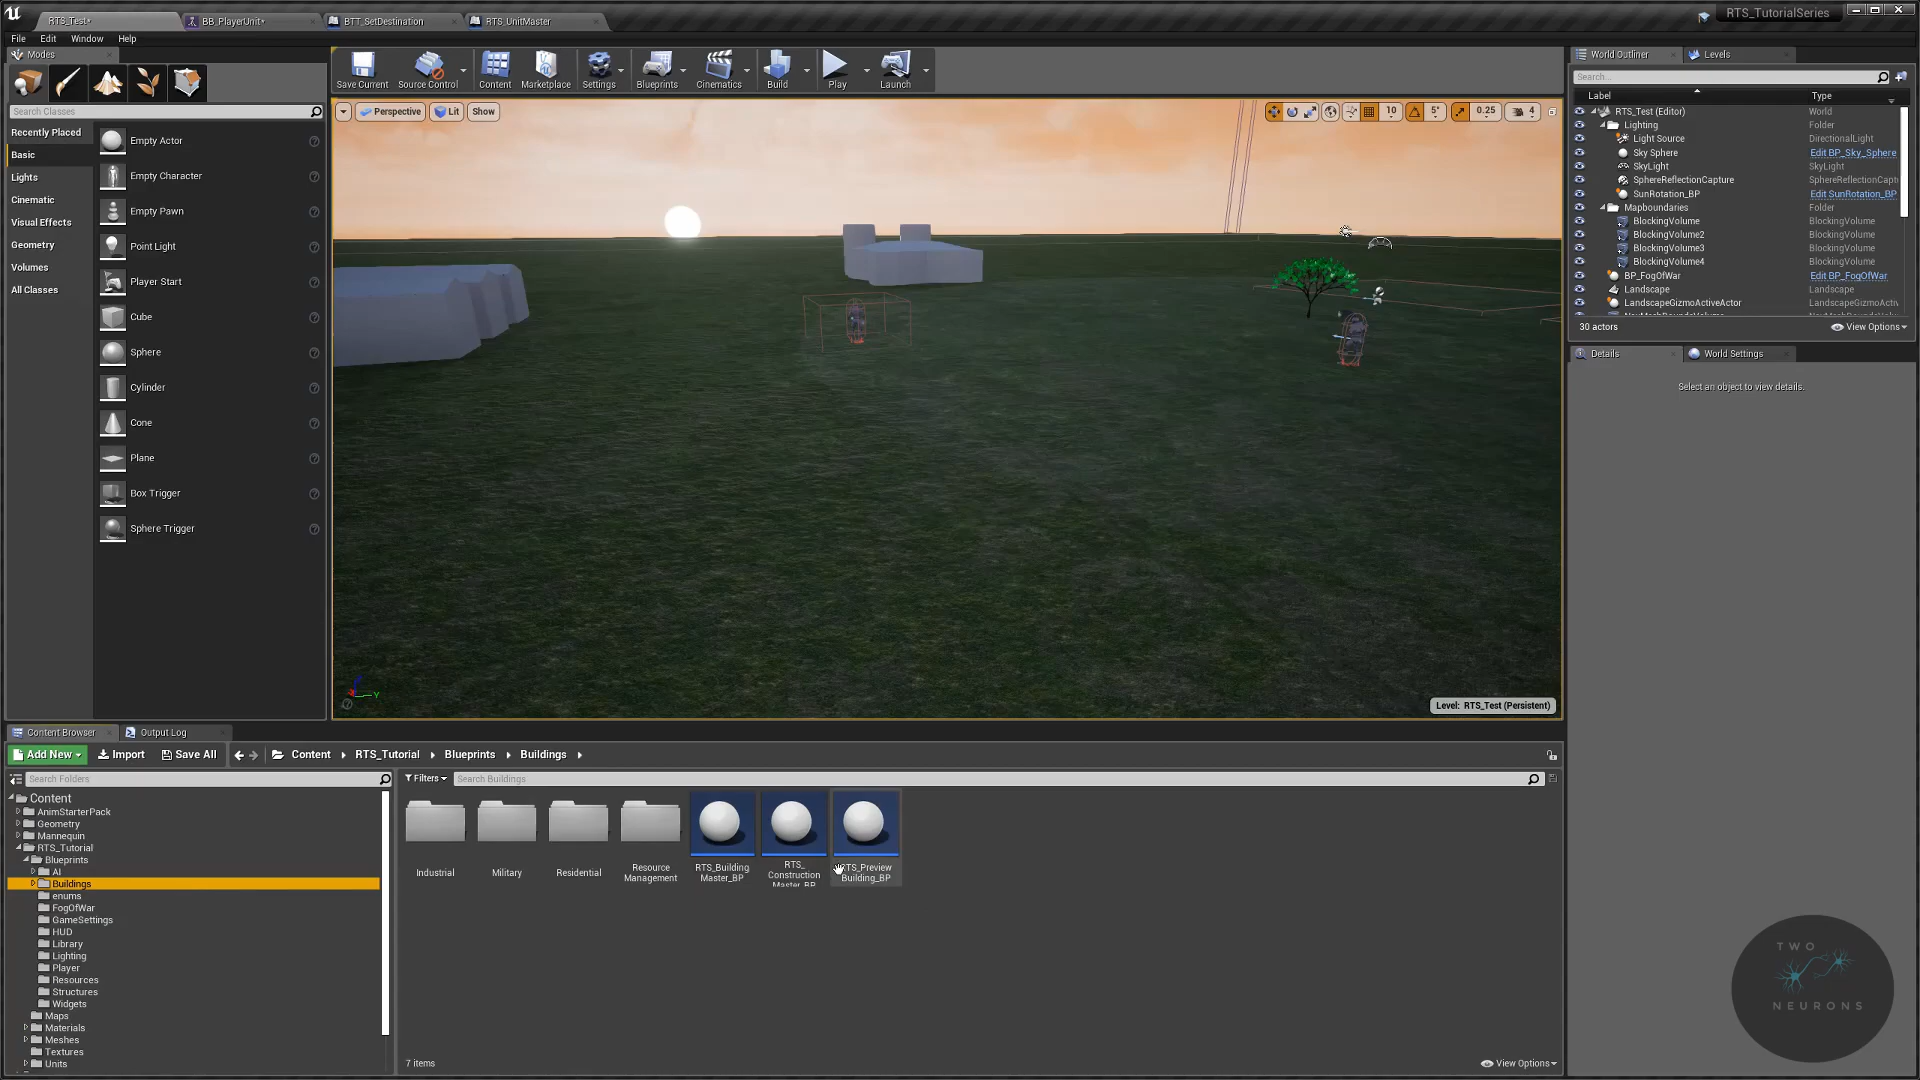 RTS_Test*
BB_PlayerUnit*
BTT_SetDestination
RTS_UnitMaster
RTS_TutorialSeries
File Edit Window Help
Modes
Search Classes
Recently Placed
Basic
Lights
Cinematic
Visual Effects
Geometry
Volumes
All Classes
Empty Actor
Empty Character
Empty Pawn
Point Light
Player Start
Cube
Sphere
Cylinder
Cone
Plane
Box Trigger
Sphere Trigger
Save Current Source Control Content Marketplace Settings Blueprints Cinematics Build Play Launch
Perspective Lit Show
10 5° 0.25 4
Level: RTS_Test (Persistent)
World Outliner Levels
Search...
Label Type
RTS_Test (Editor) World
Lighting Folder
Light Source DirectionalLight
Sky Sphere Edit BP_Sky_Sphere
SkyLight SkyLight
SphereReflectionCapture SphereReflectionCapt
SunRotation_BP Edit SunRotation_BP
Mapboundaries Folder
BlockingVolume BlockingVolume
BlockingVolume2 BlockingVolume
BlockingVolume3 BlockingVolume
BlockingVolume4 BlockingVolume
BP_FogOfWar Edit BP_FogOfWar
Landscape Landscape
LandscapeGizmoActiveActor LandscapeGizmoActiv
30 actors View Options
Details World Settings
Select an object to view details.
Content Browser Output Log
Add New Import Save All Content RTS_Tutorial Blueprints Buildings
Search Folders
Filters Search Buildings
Content
AnimStarterPack
Geometry
Mannequin
RTS_Tutorial
Blueprints
AI
Buildings
enums
FogOfWar
GameSettings
HUD
Library
Lighting
Player
Resources
Structures
Widgets
Maps
Materials
Meshes
Textures
Units
Industrial
Military
Residential
Resource
Management
RTS_Building
Master_BP
RTS_
Construction
Master_BP
RTS_Preview
Building_BP
7 items View Options
TWO
NEURONS